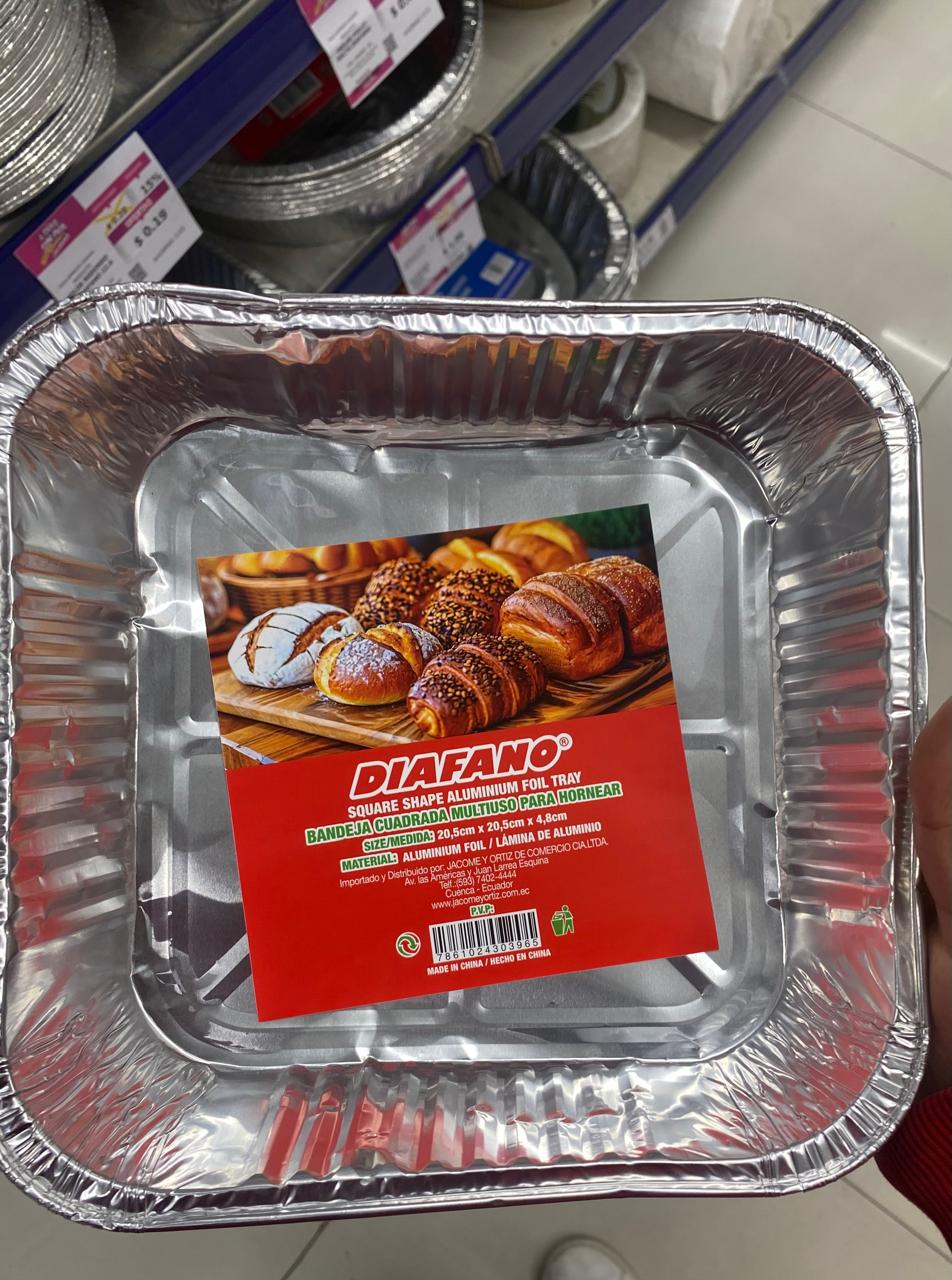 15%
$ 0.19
DIAFANO®
SQUARE SHAPE ALUMINIUM FOIL TRAY
BANDEJA CUADRADA MULTIUSO PARA HORNEAR
SIZE/MEDIDA: 20,5cm x 20,5cm x 4,8cm
MATERIAL: ALUMINIUM FOIL / LÁMINA DE ALUMINIO
Importado y Distribuido por: JACOME Y ORTIZ DE COMERCIO CIA.LTDA.
Av. las Américas y Juan Larrea Esquina
Telf.:(593) 7402-4444
Cuenca - Ecuador
www.jacomeyortiz.com.ec
P.V.P:
7861024303965
MADE IN CHINA / HECHO EN CHINA